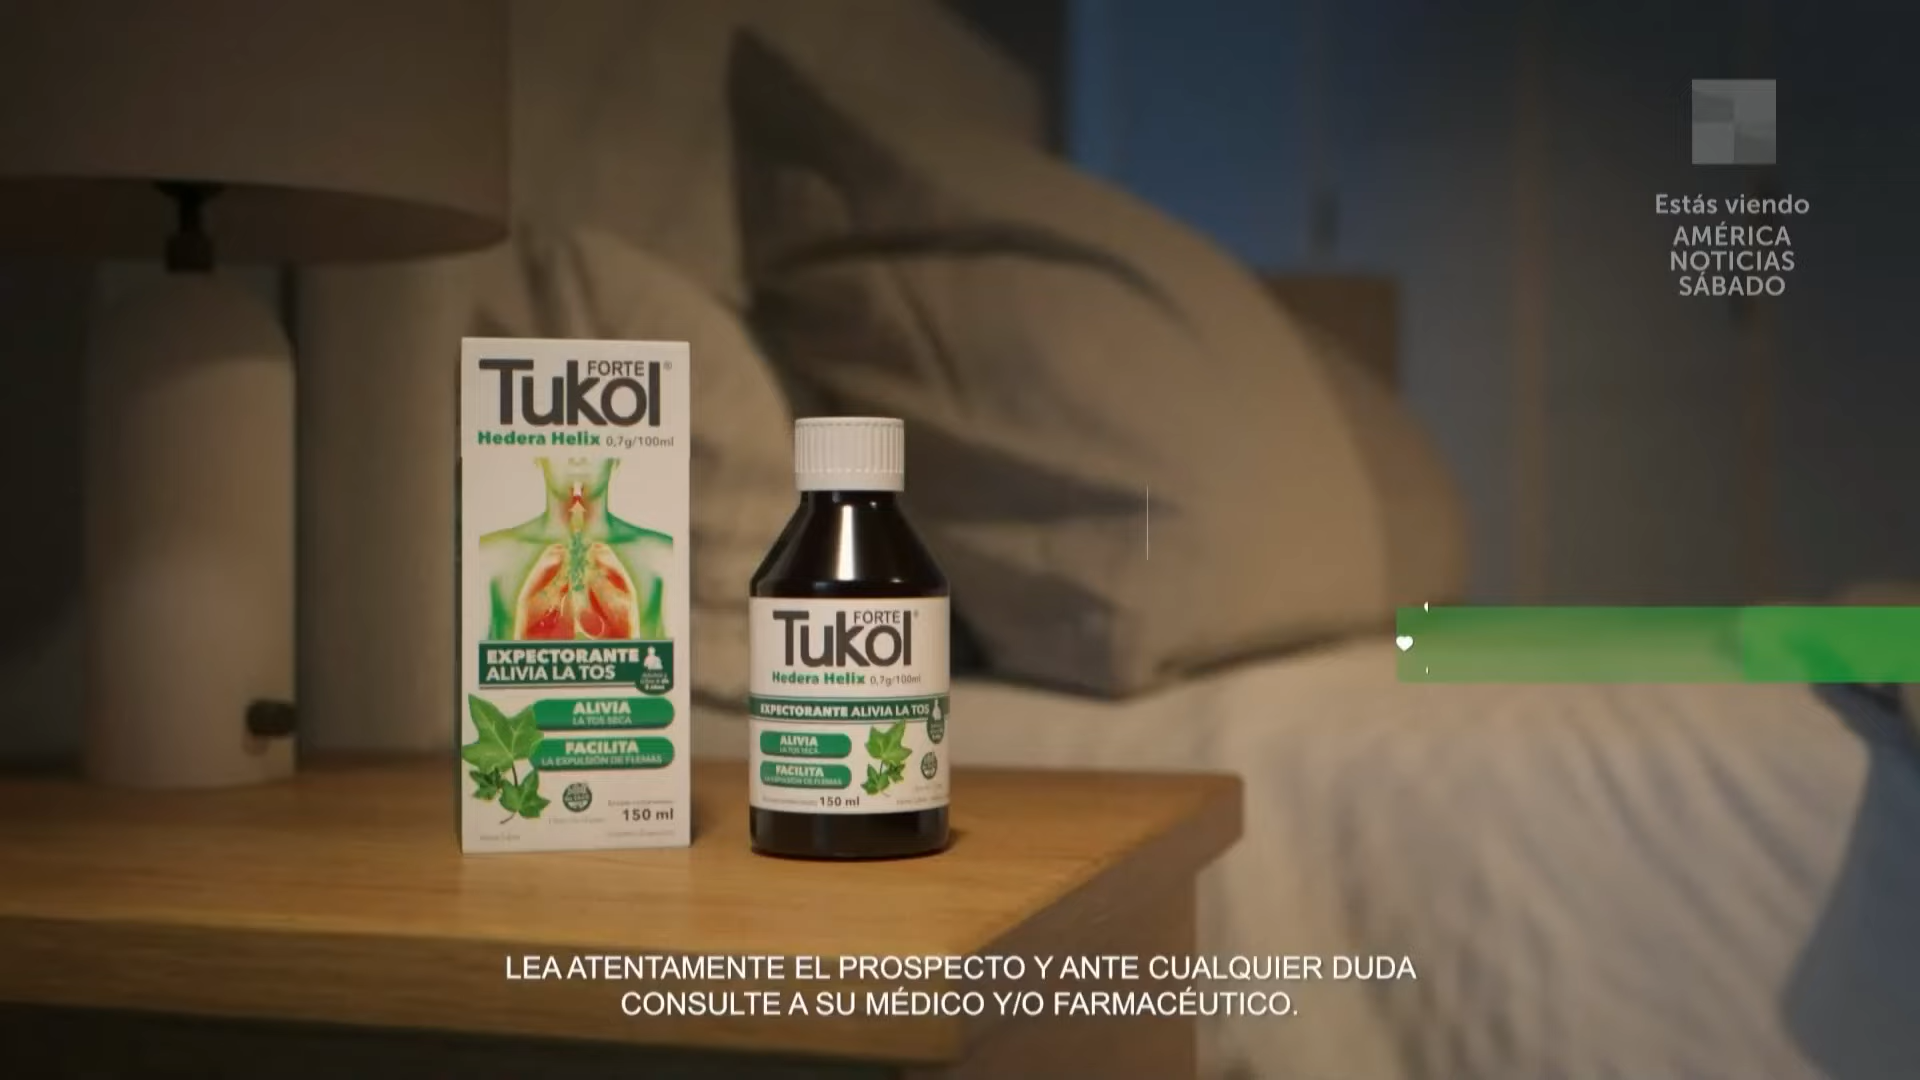 Estás viendo
AMÉRICA
NOTICIAS
SÁBADO
FORTE
Tukol®
Hedera Helix 0,7g/100ml
EXPECTORANTE
ALIVIA LA TOS
ALIVIA
LA TOS SECA
FACILITA
LA EXPULSIÓN DE FLEMAS
150 ml
FORTE
Tukol®
Hedera Helix 0,7g/100ml
EXPECTORANTE ALIVIA LA TOS
ALIVIA
LA TOS SECA
FACILITA
LA EXPULSIÓN DE FLEMAS
150 ml
LEA ATENTAMENTE EL PROSPECTO Y ANTE CUALQUIER DUDA
CONSULTE A SU MÉDICO Y/O FARMACÉUTICO.